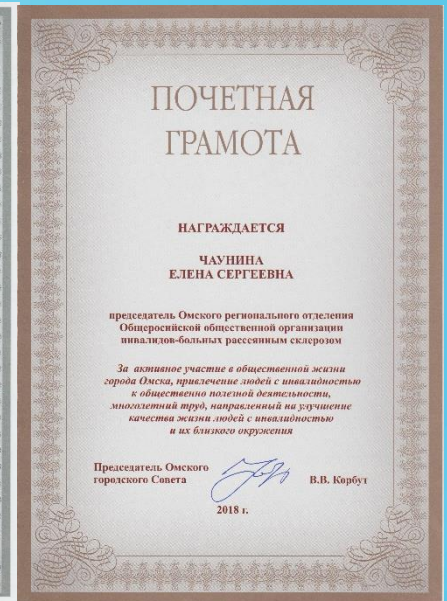 ПОЧЕТНАЯ
ГРАМОТА
НАГРАЖДАЕТСЯ
ЧАУНИНА
ЕЛЕНА СЕРГЕЕВНА
председатель Омского регионального отделения
Общеросийской общественной организации
инвалидов-больных рассеянным склерозом
За активное участие в общественной жизни
города Омска, привлечение людей с инвалидностью
к общественно полезной деятельности,
многолетний труд, направленный на улучшение
качества жизни людей с инвалидностью
и их близкого окружения
Председатель Омского
городского Совета
В.В. Корбут
2018 г.